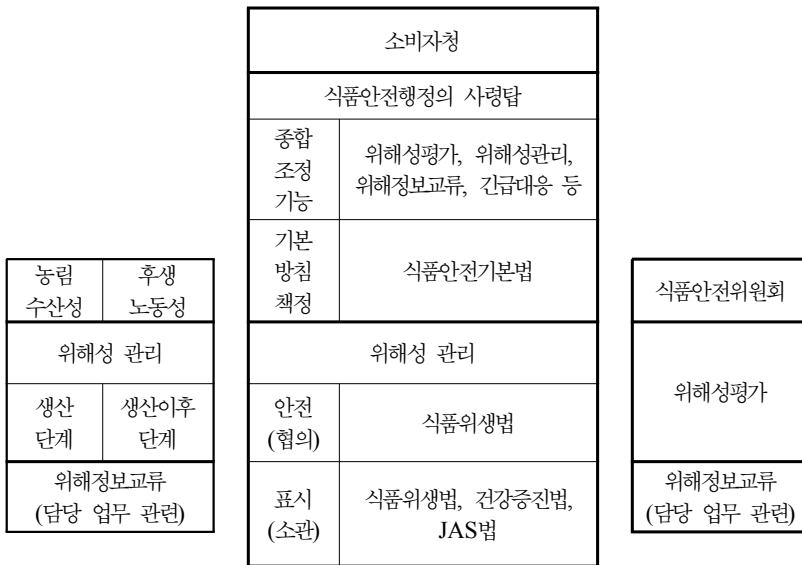 소비자청
식품안전행정의 사령탑
종합
조정
기능
위해성평가, 위해성관리,
위해정보교류, 긴급대응 등
기본
방침
책정
식품안전기본법
위해성 관리
안전
(협의)
식품위생법
표시
(소관)
식품위생법, 건강증진법,
JAS법
농림
수산성
후생
노동성
위해성 관리
생산
단계
생산이후
단계
위해정보교류
(담당 업무 관련)
식품안전위원회
위해성평가
위해정보교류
(담당 업무 관련)